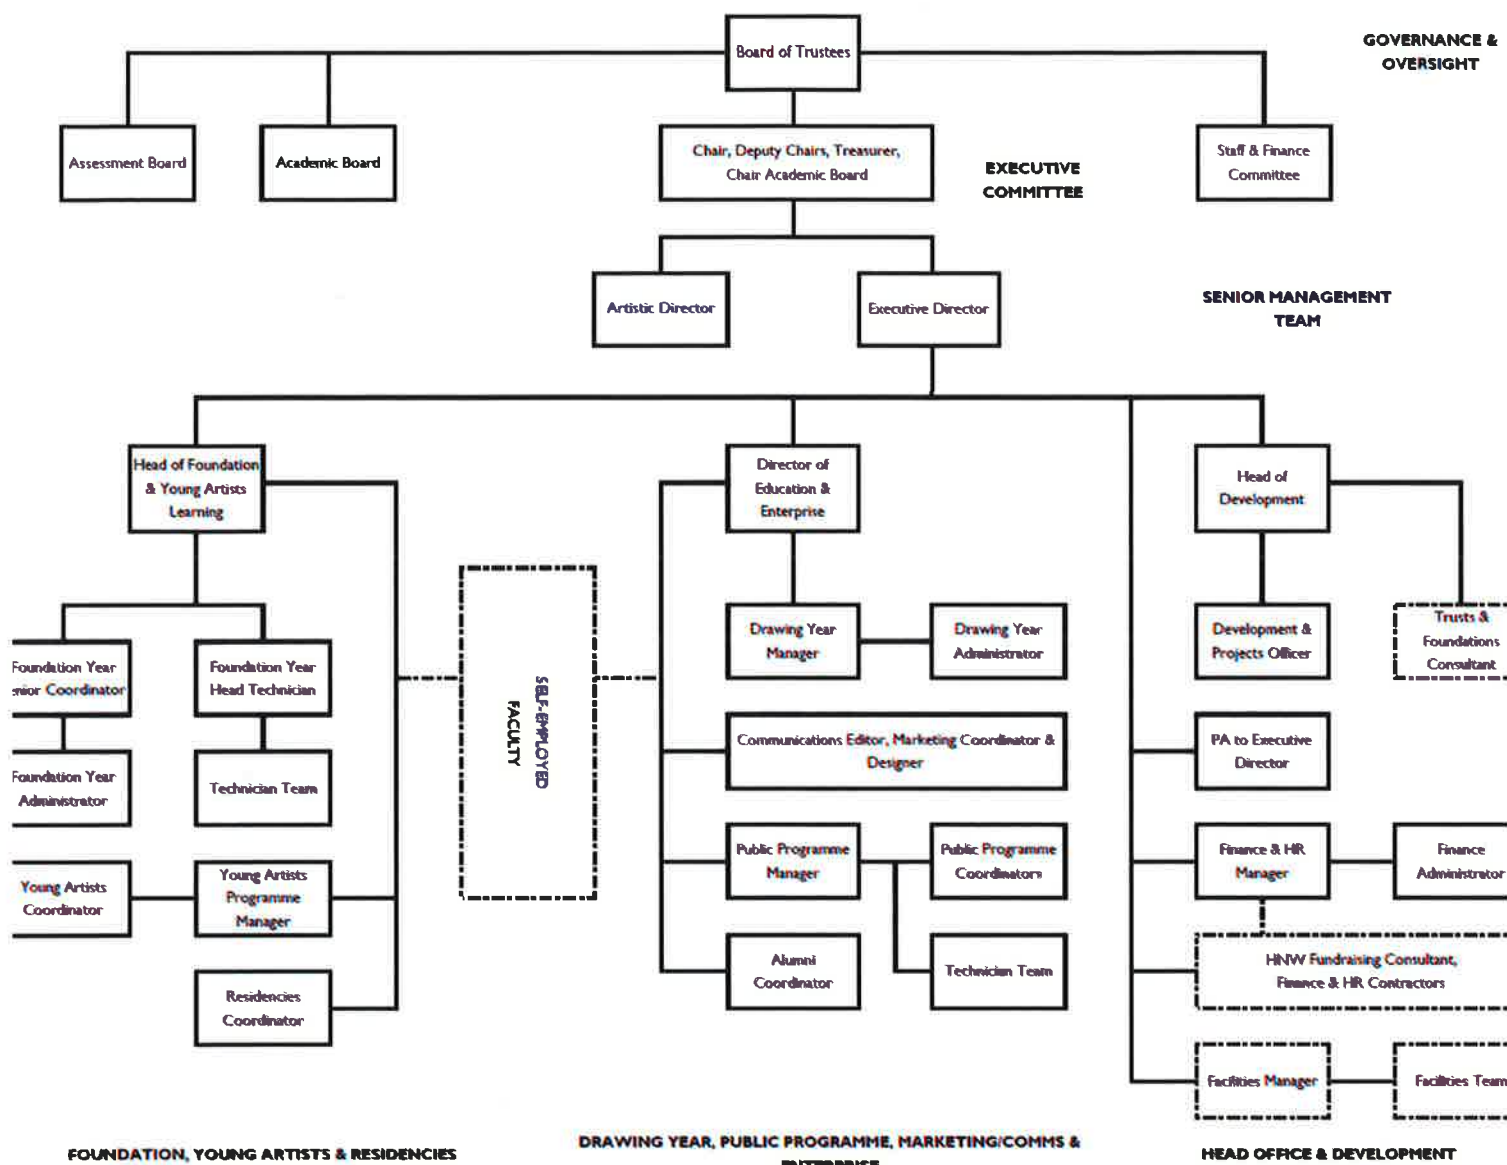 Board of Trustees
GOVERNANCE &
OVERSIGHT
Assessment Board
Academic Board
Chair, Deputy Chairs, Treasurer,
Chair Academic Board
EXECUTIVE
COMMITTEE
Staff & Finance
Committee
Artistic Director
Executive Director
SENIOR MANAGEMENT
TEAM
Head of Foundation
& Young Artists
Learning
Director of
Education &
Enterprise
Head of
Development
Foundation Year
enior Coordinator
Foundation Year
Head Technician
SELF-EMPLOYED
FACULTY
Drawing Year
Manager
Drawing Year
Administrator
Development &
Projects Officer
Trusts &
Foundations
Consultant
Communications Editor, Marketing Coordinator &
Designer
PA to Executive
Director
Foundation Year
Administrator
Technician Team
Young Artists
Coordinator
Young Artists
Programme
Manager
Public Programme
Manager
Public Programme
Coordinators
Finance & HR
Manager
Finance
Administrator
Residencies
Coordinator
Alumni
Coordinator
Technician Team
HNW Fundraising Consultant,
Finance & HR Contractors
Facilities Manager
Facilities Team
FOUNDATION, YOUNG ARTISTS & RESIDENCIES
DRAWING YEAR, PUBLIC PROGRAMME, MARKETING/COMMS &
ENTERPRISE
HEAD OFFICE & DEVELOPMENT